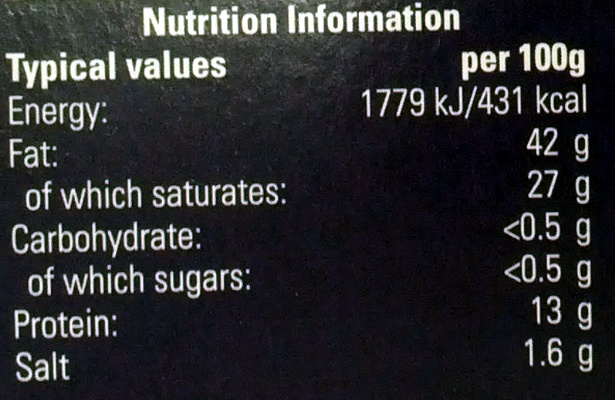 Nutrition Information
Typical values per 100g
Energy: 1779 kJ/431 kcal
Fat: 42 g
of which saturates: 27 g
Carbohydrate: <0.5 g
of which sugars: <0.5 g
Protein: 13 g
Salt 1.6 g